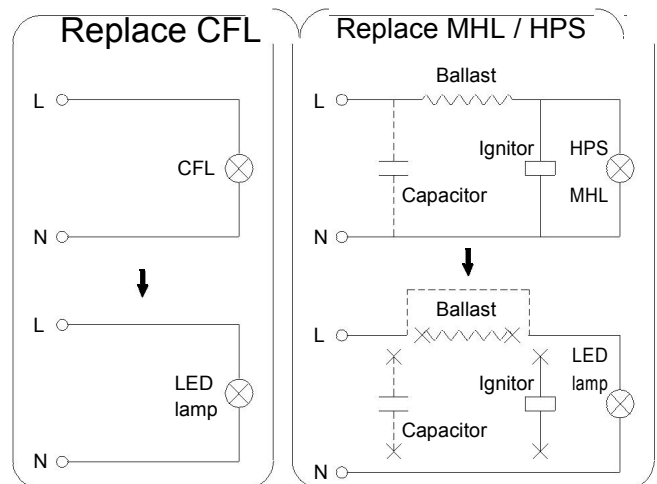 Replace CFL
L
CFL
N
L
LED
lamp
N
Replace MHL / HPS
Ballast
L
Ignitor
HPS
Capacitor
MHL
N
Ballast
L
LED
Ignitor
lamp
Capacitor
N